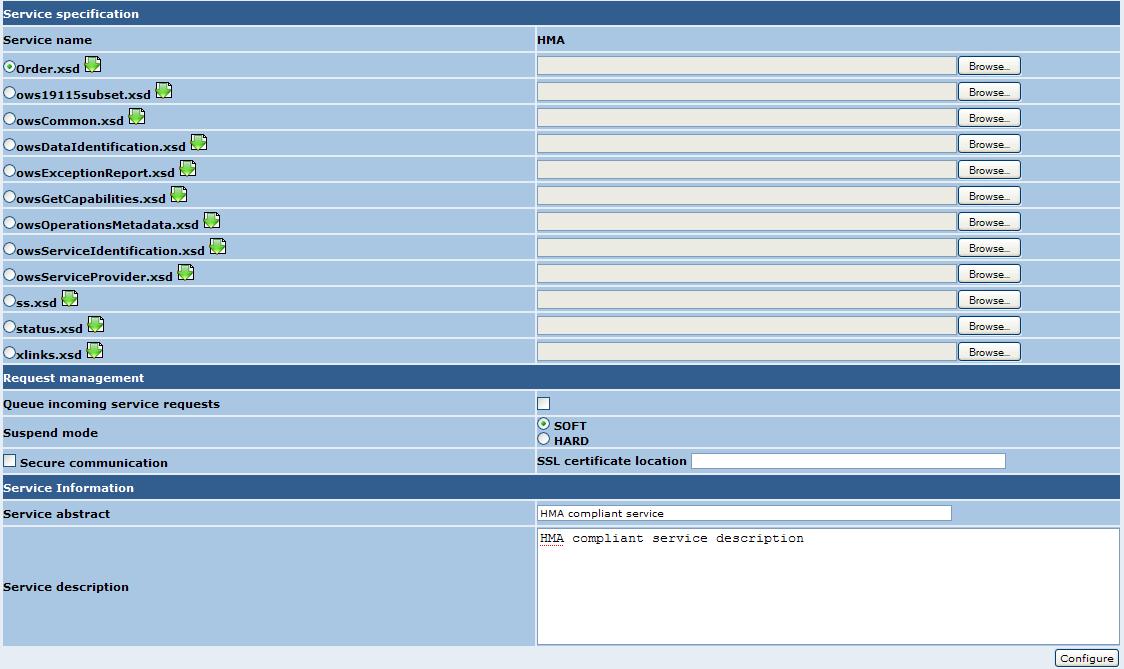 Service specification
Service name HMA
Order.xsd Browse...
ows19115subset.xsd Browse...
owsCommon.xsd Browse...
owsDataIdentification.xsd Browse...
owsExceptionReport.xsd Browse...
owsGetCapabilities.xsd Browse...
owsOperationsMetadata.xsd Browse...
owsServiceIdentification.xsd Browse...
owsServiceProvider.xsd Browse...
ss.xsd Browse...
status.xsd Browse...
xlinks.xsd Browse...
Request management
Queue incoming service requests
Suspend mode
SOFT
HARD
Secure communication SSL certificate location
Service Information
Service abstract HMA compliant service
HMA compliant service description
Service description
Configure